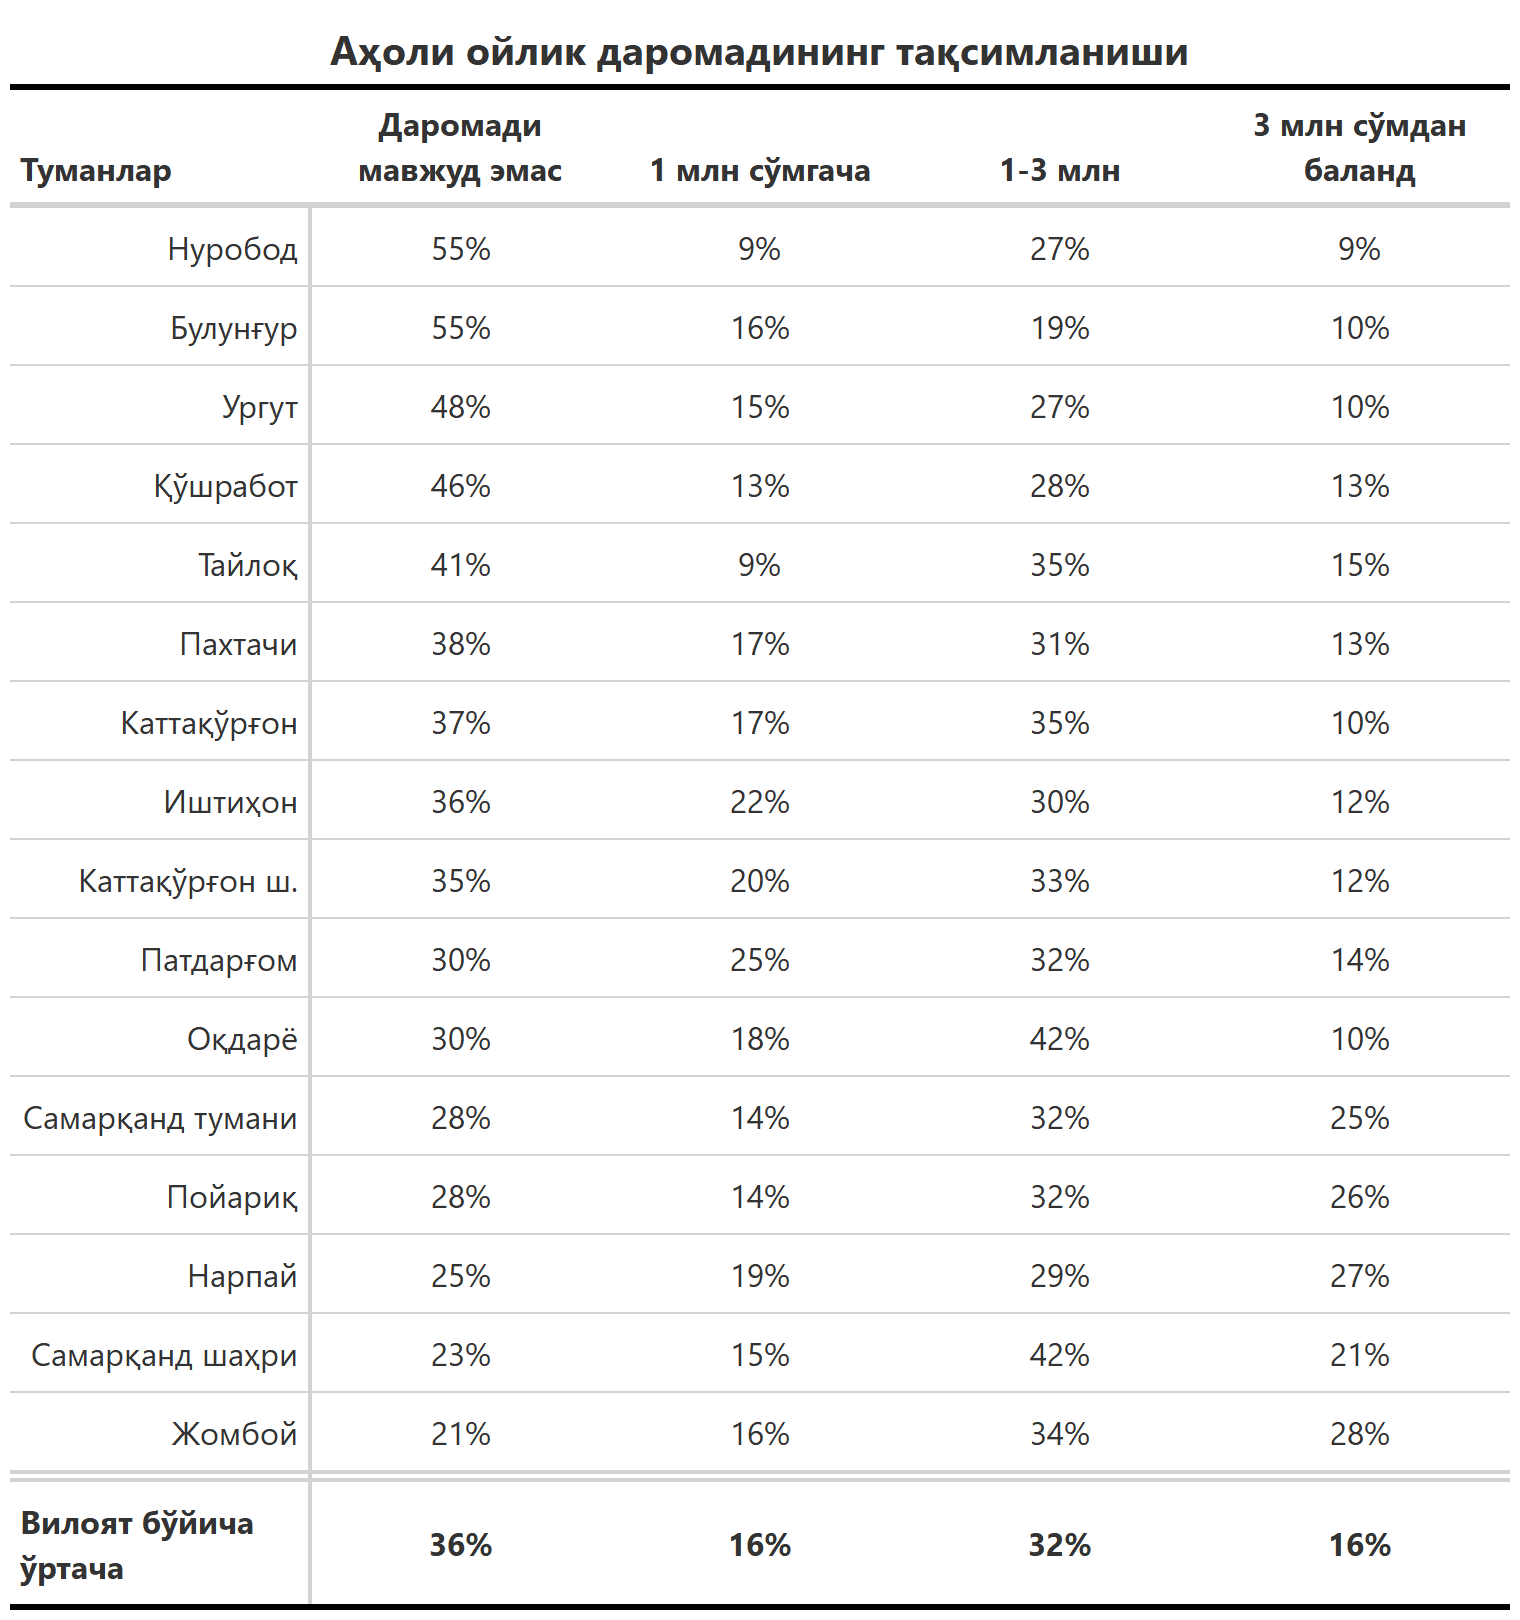 Аҳоли ойлик даромадининг тақсимланиши
Туманлар Даромади мавжуд эмас 1 млн сўмгача 1-3 млн 3 млн сўмдан баланд
Нуробод 55% 9% 27% 9%
Булунғур 55% 16% 19% 10%
Ургут 48% 15% 27% 10%
Қўшработ 46% 13% 28% 13%
Тайлоқ 41% 9% 35% 15%
Пахтачи 38% 17% 31% 13%
Каттақўрғон 37% 17% 35% 10%
Иштиҳон 36% 22% 30% 12%
Каттақўрғон ш. 35% 20% 33% 12%
Патдарғом 30% 25% 32% 14%
Оқдарё 30% 18% 42% 10%
Самарқанд тумани 28% 14% 32% 25%
Пойариқ 28% 14% 32% 26%
Нарпай 25% 19% 29% 27%
Самарқанд шаҳри 23% 15% 42% 21%
Жомбой 21% 16% 34% 28%
Вилоят бўйича ўртача 36% 16% 32% 16%